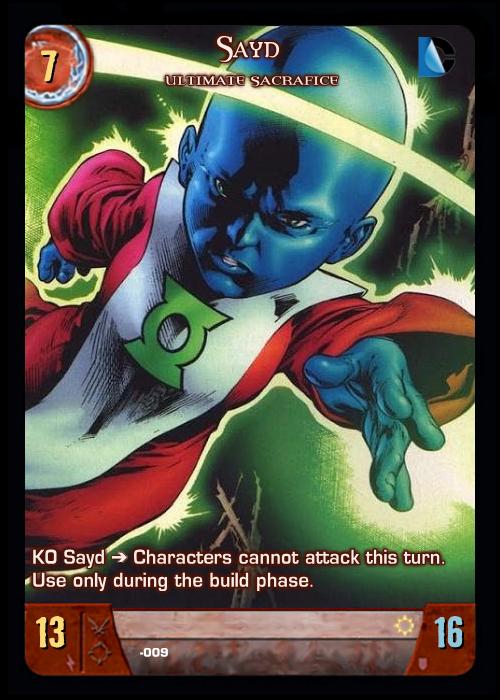 7
SAYD
ULTIMATE SACRAFICE
KO Sayd ➔ Characters cannot attack this turn.
Use only during the build phase.
13
-009
16